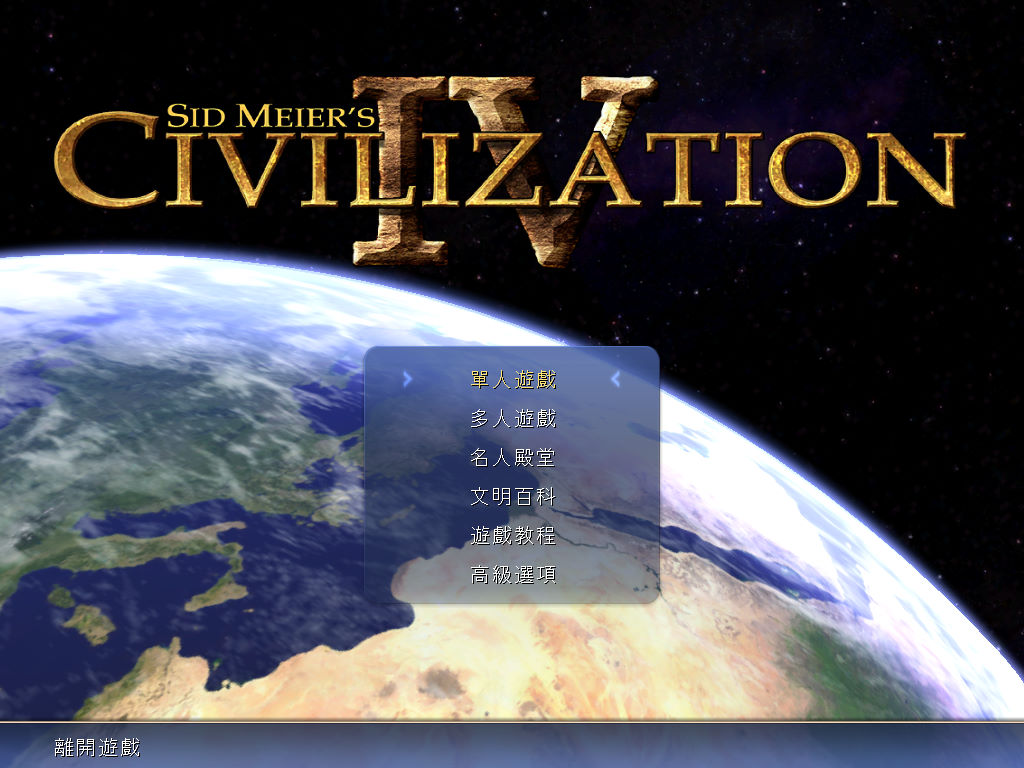 SID MEIER'S
CIVILIZATION
IV
單人遊戲
多人遊戲
名人殿堂
文明百科
遊戲教程
高級選項
離開遊戲